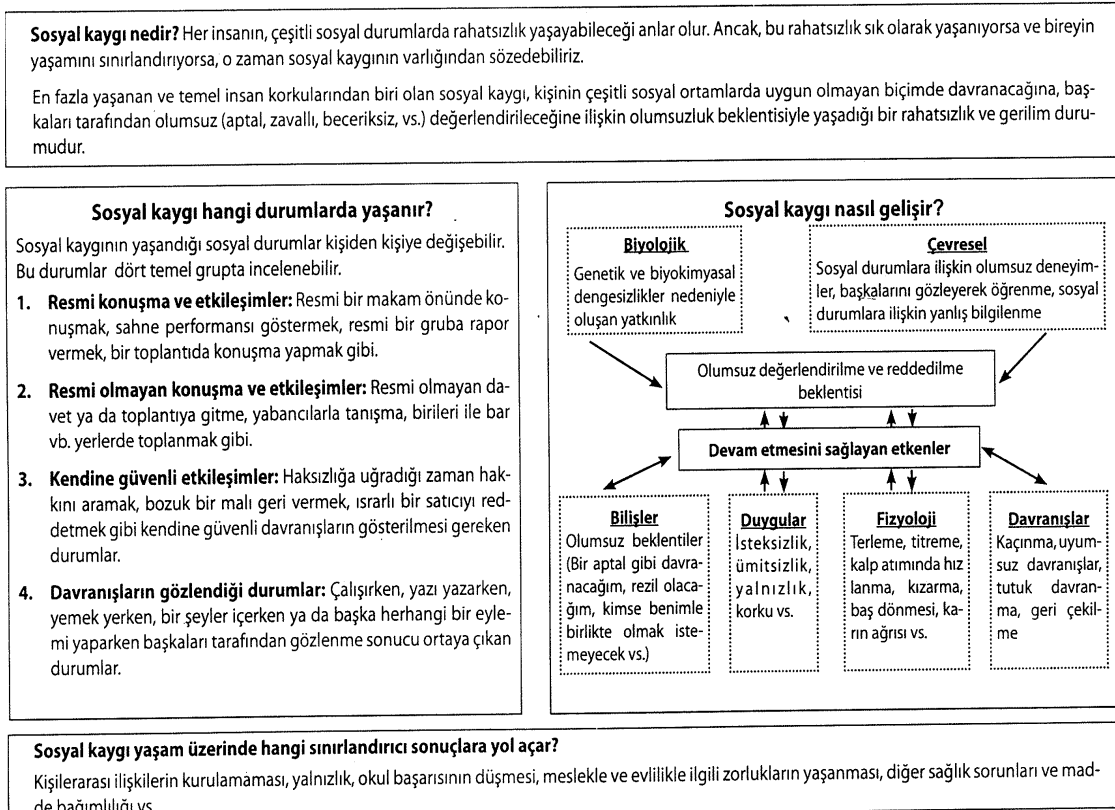 Sosyal kaygı nedir? Her insanın, çeşitli sosyal durumlarda rahatsızlık yaşayabileceği anlar olur. Ancak, bu rahatsızlık sık olarak yaşanıyorsa ve bireyin
yaşamını sınırlandırıyorsa, o zaman sosyal kaygının varlığından sözedebiliriz.
En fazla yaşanan ve temel insan korkularından biri olan sosyal kaygı, kişinin çeşitli sosyal ortamlarda uygun olmayan biçimde davranacağına, baş-
kaları tarafından olumsuz (aptal, zavallı, beceriksiz, vs.) değerlendirileceğine ilişkin olumsuzluk beklentisiyle yaşadığı bir rahatsızlık ve gerilim duru-
mudur.
Sosyal kaygı hangi durumlarda yaşanır?
Sosyal kaygının yaşandığı sosyal durumlar kişiden kişiye değişebilir.
Bu durumlar dört temel grupta incelenebilir.
1. Resmi konuşma ve etkileşimler: Resmi bir makam önünde ko-
nuşmak, sahne performansı göstermek, resmi bir gruba rapor
vermek, bir toplantıda konuşma yapmak gibi.
2. Resmi olmayan konuşma ve etkileşimler: Resmi olmayan da-
vet ya da toplantıya gitme, yabancılarla tanışma, birileri ile bar
vb. yerlerde toplanmak gibi.
3. Kendine güvenli etkileşimler: Haksızlığa uğradığı zaman hak-
kını aramak, bozuk bir malı geri vermek, ısrarlı bir satıcıyı red-
detmek gibi kendine güvenli davranışların gösterilmesi gereken
durumlar.
4. Davranışların gözlendiği durumlar: Çalışırken, yazı yazarken,
yemek yerken, bir şeyler içerken ya da başka herhangi bir eyle-
mi yaparken başkaları tarafından gözlenme sonucu ortaya çıkan
durumlar.
Sosyal kaygı nasıl gelişir?
Biyolojik
Genetik ve biyokimyasal
dengesizlikler nedeniyle
oluşan yatkınlık
Çevresel
Sosyal durumlara ilişkin olumsuz deneyim-
ler, başkalarını gözleyerek öğrenme, sosyal
durumlara ilişkin yanlış bilgilenme
Olumsuz değerlendirilme ve reddedilme
beklentisi
Devam etmesini sağlayan etkenler
Bilişler
Olumsuz beklentiler
(Bir aptal gibi davra-
nacağım, rezil olaca-
ğım, kimse benimle
birlikte olmak iste-
meyecek vs.)
Duygular
İsteksizlik,
ümitsizlik,
yalnızlık,
korku vs.
Fizyoloji
Terleme, titreme,
kalp atımında hız
lanma, kızarma,
baş dönmesi, ka-
rın ağrısı vs.
Davranışlar
Kaçınma, uyum-
suz davranışlar,
tutuk davran-
ma, geri çekil-
me
Sosyal kaygı yaşam üzerinde hangi sınırlandırıcı sonuçlara yol açar?
Kişilerarası ilişkilerin kurulamaması, yalnızlık, okul başarısının düşmesi, meslekle ve evlilikle ilgili zorlukların yaşanması, diğer sağlık sorunları ve mad-
de bağımlılığı vs.